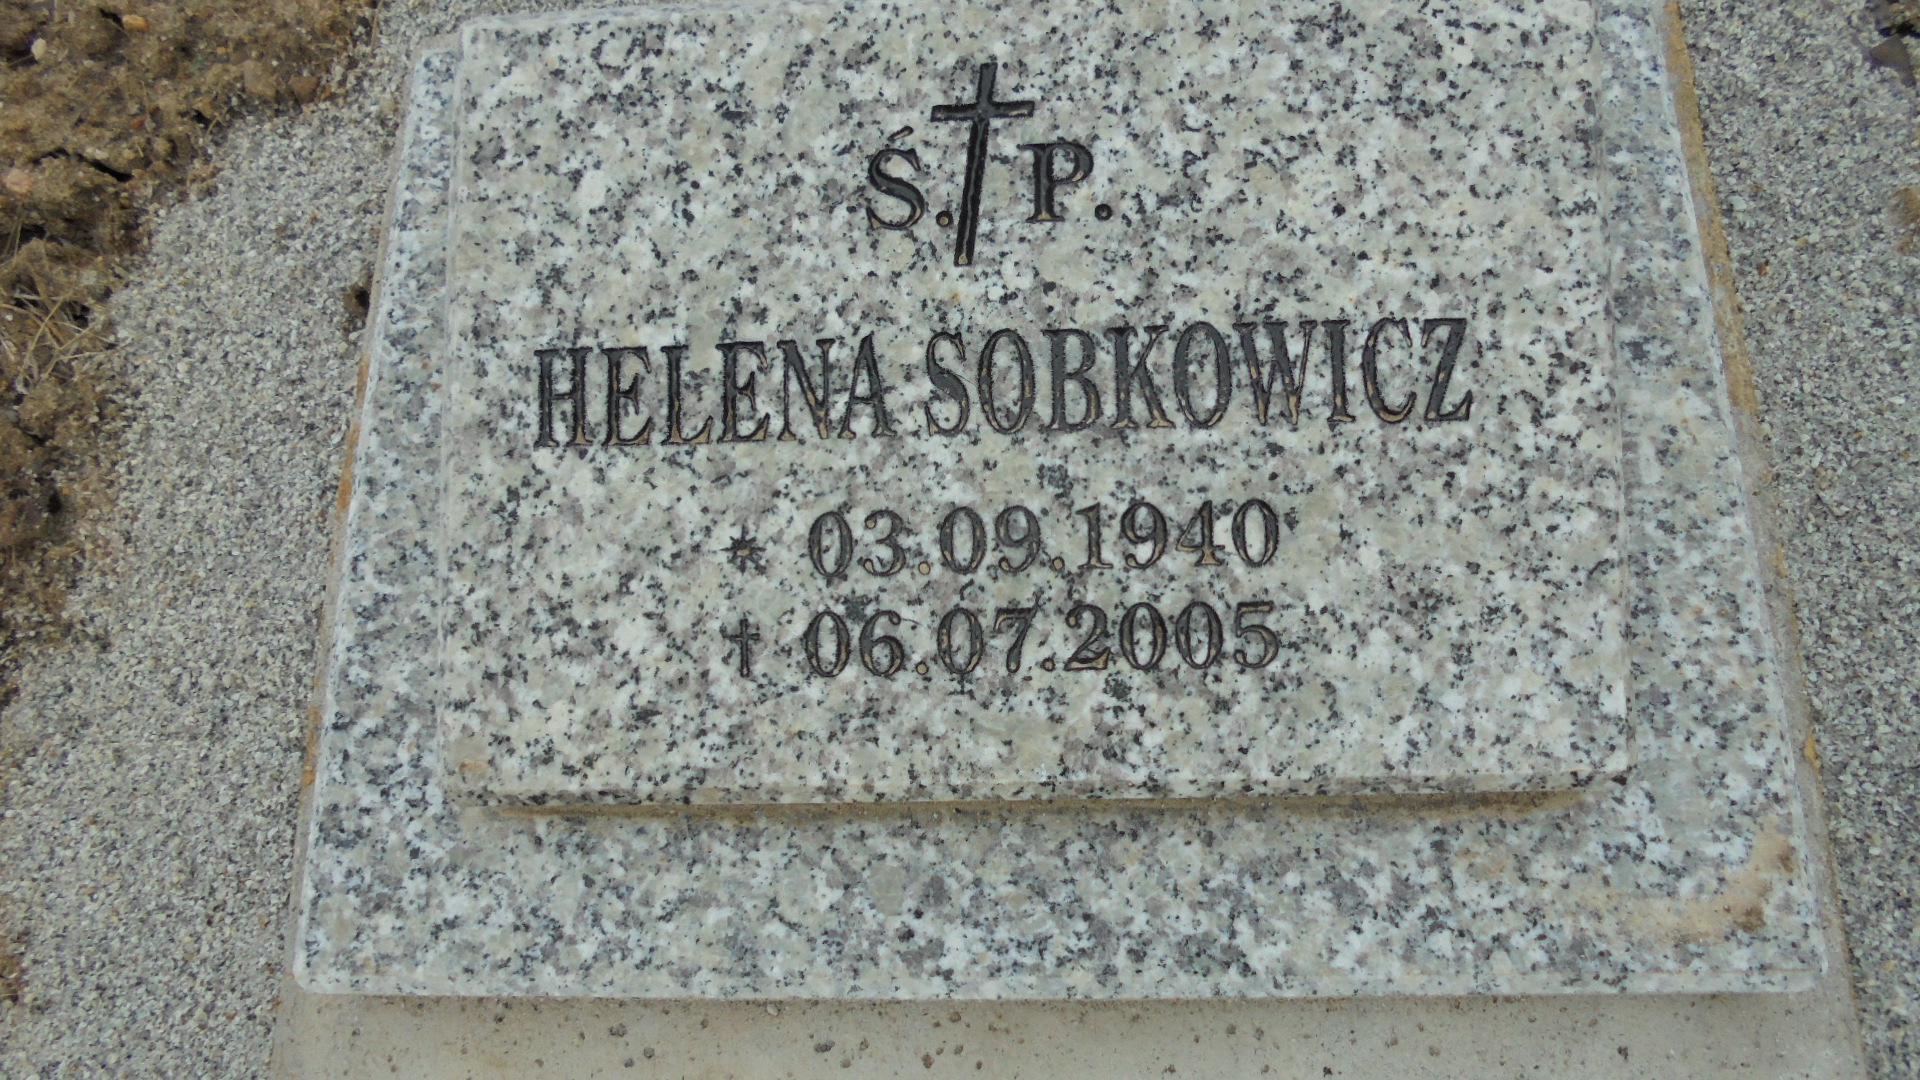 Ś. P.
HELENA SOBKOWICZ
* 03.09.1940
† 06.07.2005